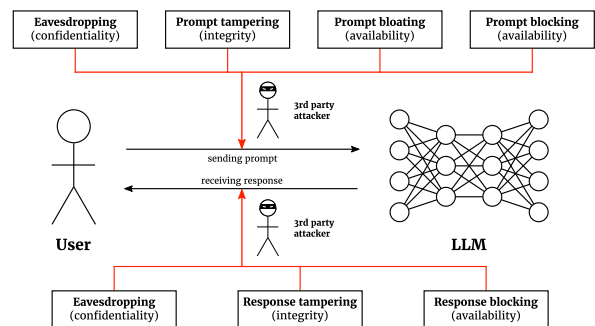 Eavesdropping
(confidentiality)
Prompt tampering
(integrity)
Prompt bloating
(availability)
Prompt blocking
(availability)
3rd party
attacker
sending prompt
receiving response
3rd party
attacker
User
LLM
Eavesdropping
(confidentiality)
Response tampering
(integrity)
Response blocking
(availability)